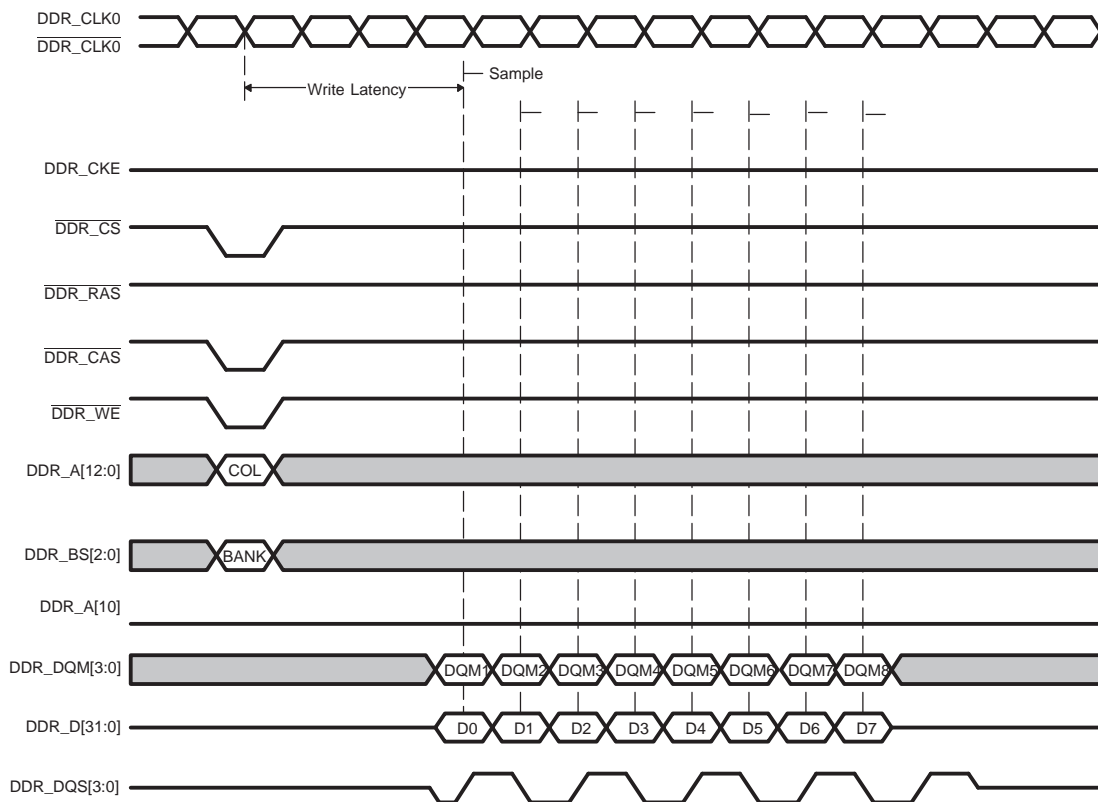 DDR_CLK0
DDR_CLK0
Sample
Write Latency
DDR_CKE
DDR_CS
DDR_RAS
DDR_CAS
DDR_WE
DDR_A[12:0]
COL
DDR_BS[2:0]
BANK
DDR_A[10]
DDR_DQM[3:0]
DQM1 DQM2 DQM3 DQM4 DQM5 DQM6 DQM7 DQM8
DDR_D[31:0]
D0 D1 D2 D3 D4 D5 D6 D7
DDR_DQS[3:0]